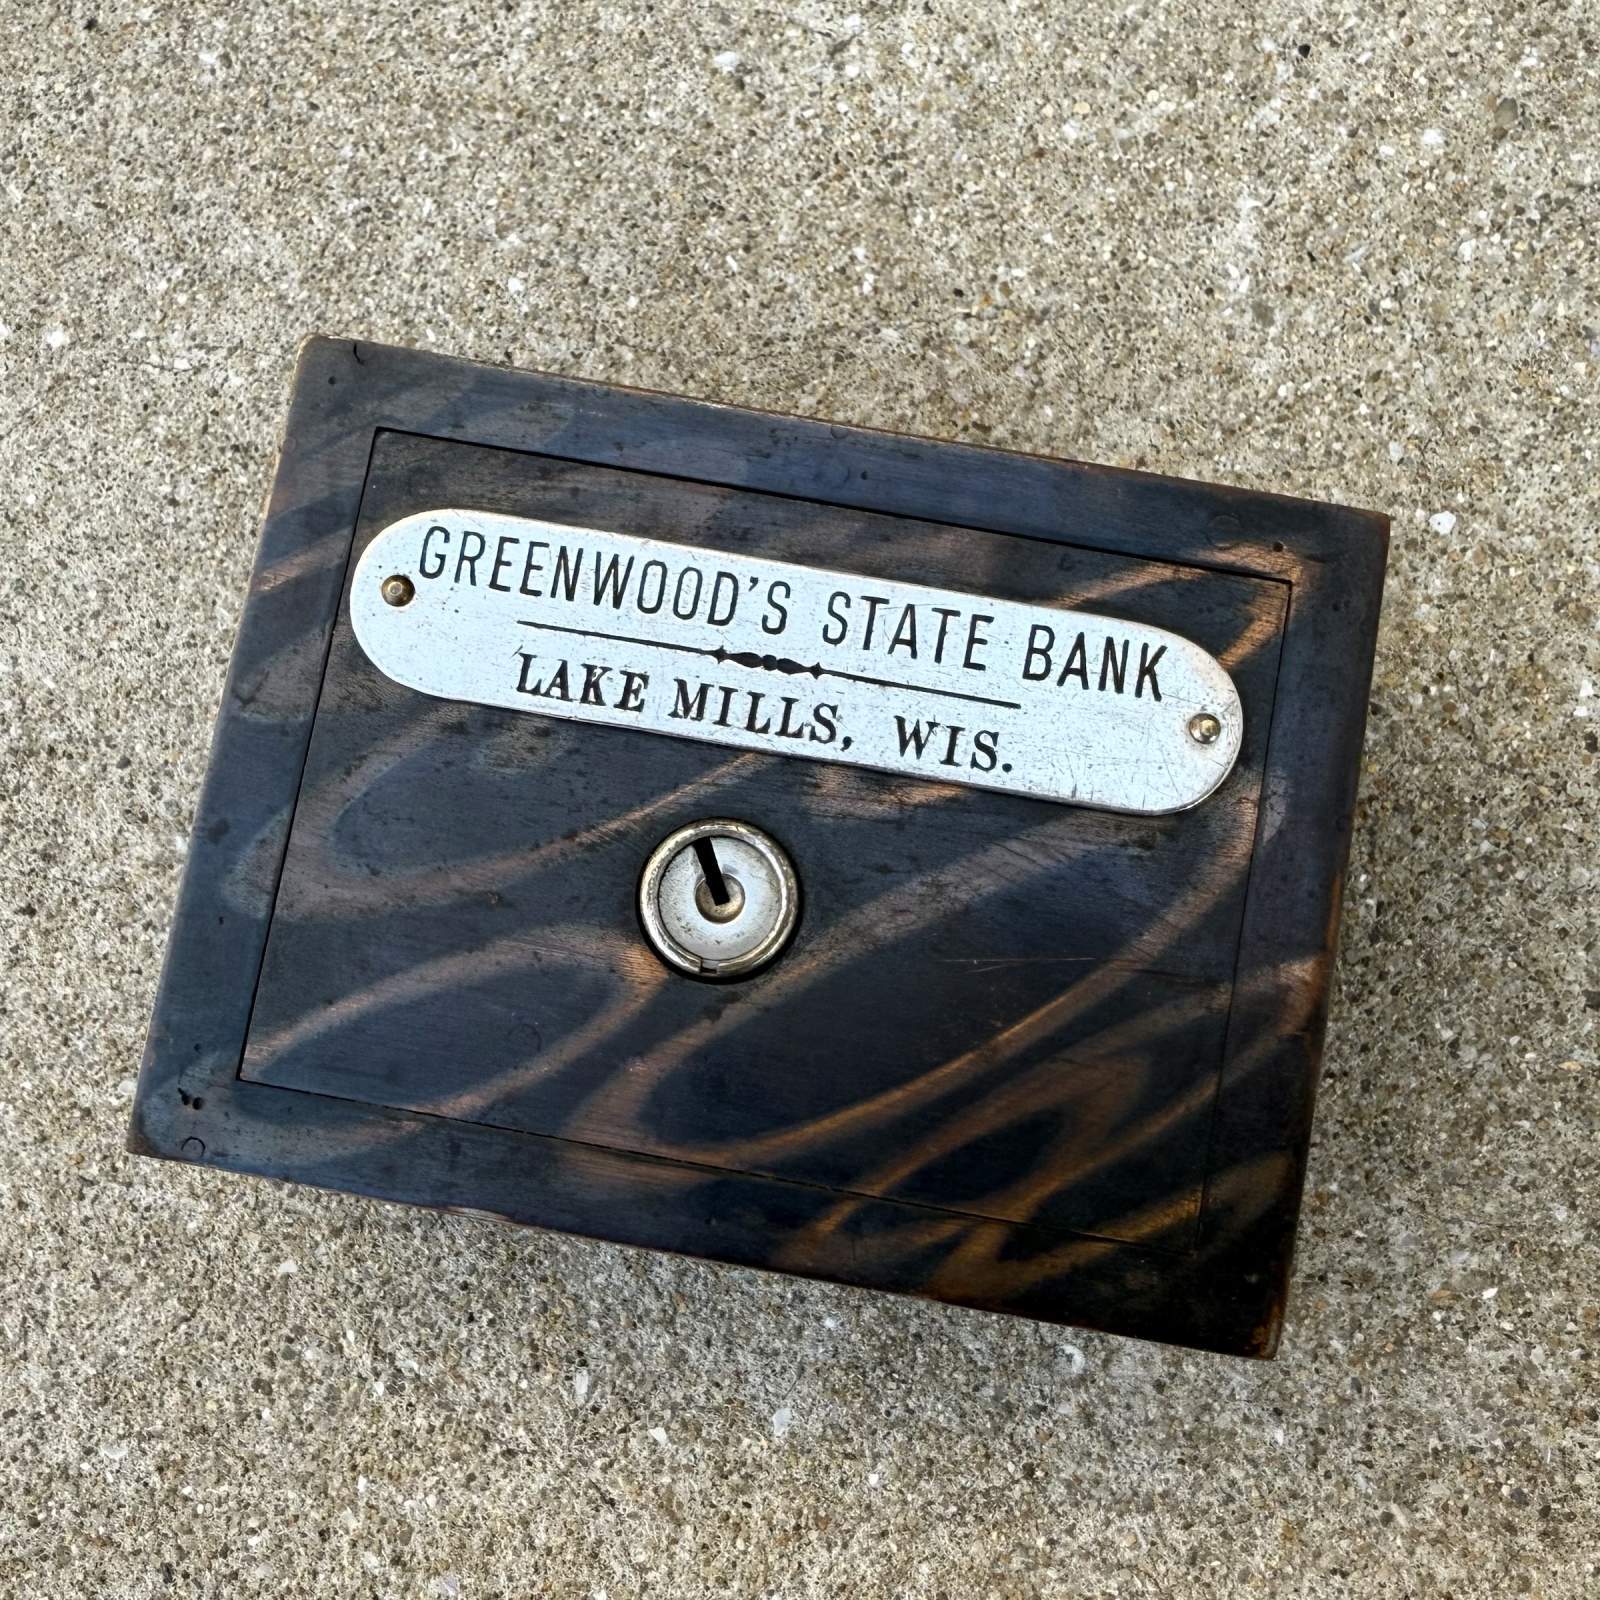 GREENWOOD'S STATE BANK
LAKE MILLS, WIS.